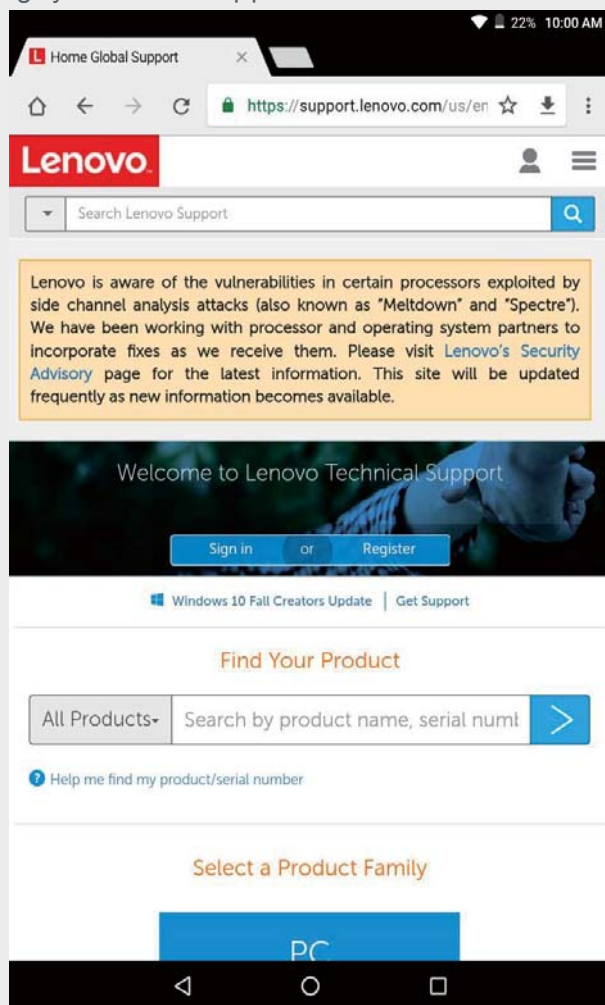 22% 10:00 AM
L Home Global Support ×
https://support.lenovo.com/us/en
Lenovo
Search Lenovo Support
Lenovo is aware of the vulnerabilities in certain processors exploited by
side channel analysis attacks (also known as "Meltdown" and "Spectre").
We have been working with processor and operating system partners to
incorporate fixes as we receive them. Please visit Lenovo's Security
Advisory page for the latest information. This site will be updated
frequently as new information becomes available.
Welcome to Lenovo Technical Support
Sign in or Register
Windows 10 Fall Creators Update | Get Support
Find Your Product
All Products Search by product name, serial numb
? Help me find my product/serial number
Select a Product Family
PC